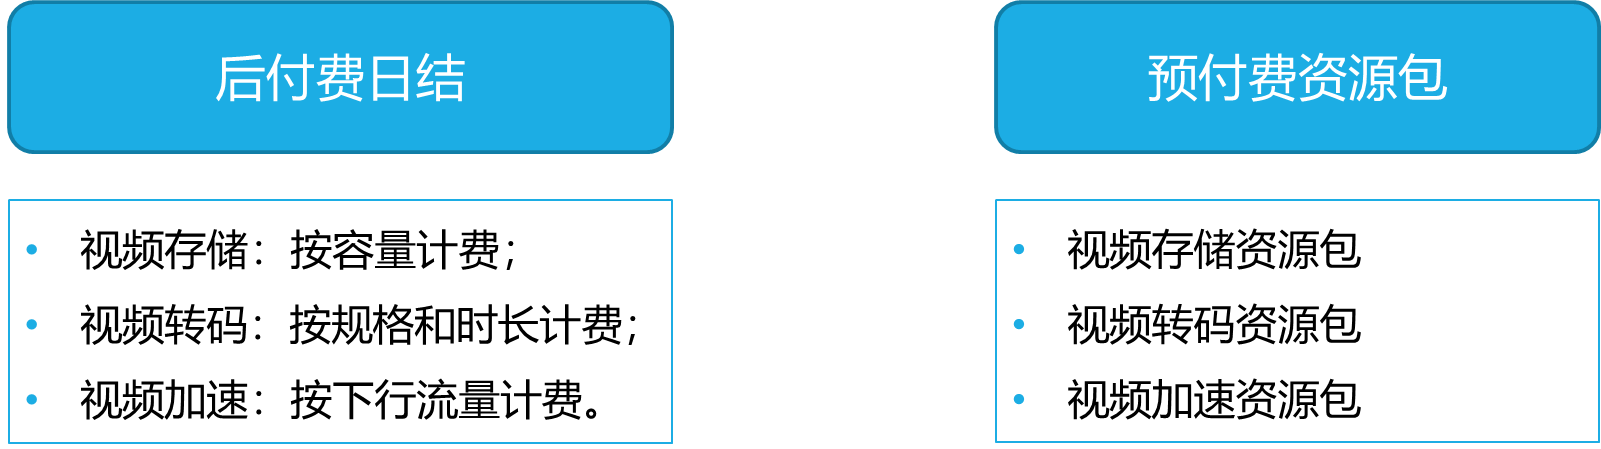 后付费日结
• 视频存储：按容量计费；
• 视频转码：按规格和时长计费；
• 视频加速：按下行流量计费。
预付费资源包
• 视频存储资源包
• 视频转码资源包
• 视频加速资源包